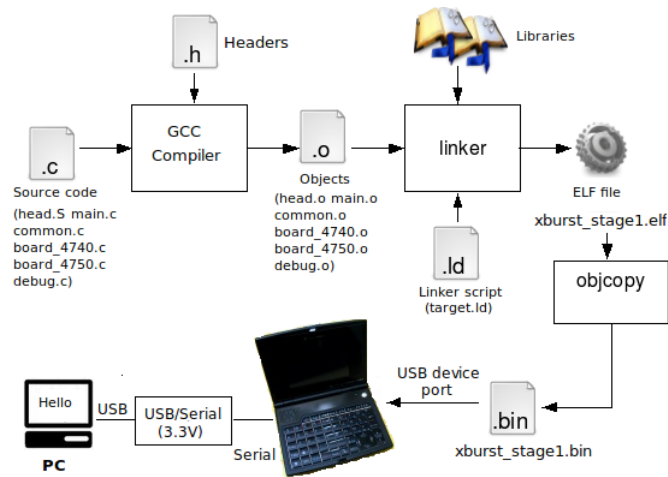 .h
Headers
Libraries
GCC
Compiler
linker
.c
.o
Source code
(head.S main.c
common.c
board_4740.c
board_4750.c
debug.c)
Objects
(head.o main.o
common.o
board_4740.o
board_4750.o
debug.o)
ELF file
xburst_stage1.elf
.ld
Linker script
(target.ld)
objcopy
USB device
port
.bin
xburst_stage1.bin
Hello
USB
USB/Serial
(3.3V)
Serial
PC